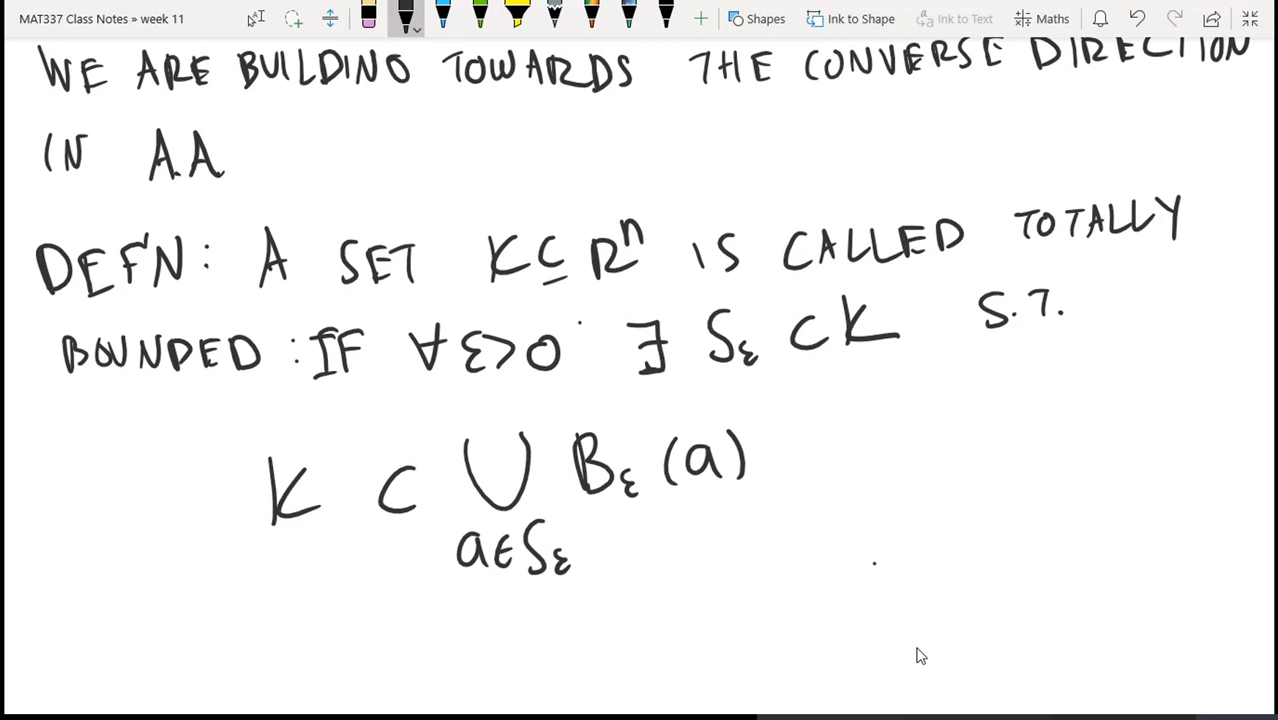 MAT337 Class Notes » week 11
Shapes
Ink to Shape
Ink to Text
Maths
WE ARE BUILDING TOWARDS THE CONVERSE DIRECTION
IN A.A
DEFN: A SET K ⊆ Rⁿ IS CALLED TOTALLY
BOUNDED: IF ∀ε>0 ∃ Sε ⊂ K S.T.
K ⊂ ⋃ Bε(a)
a∈Sε